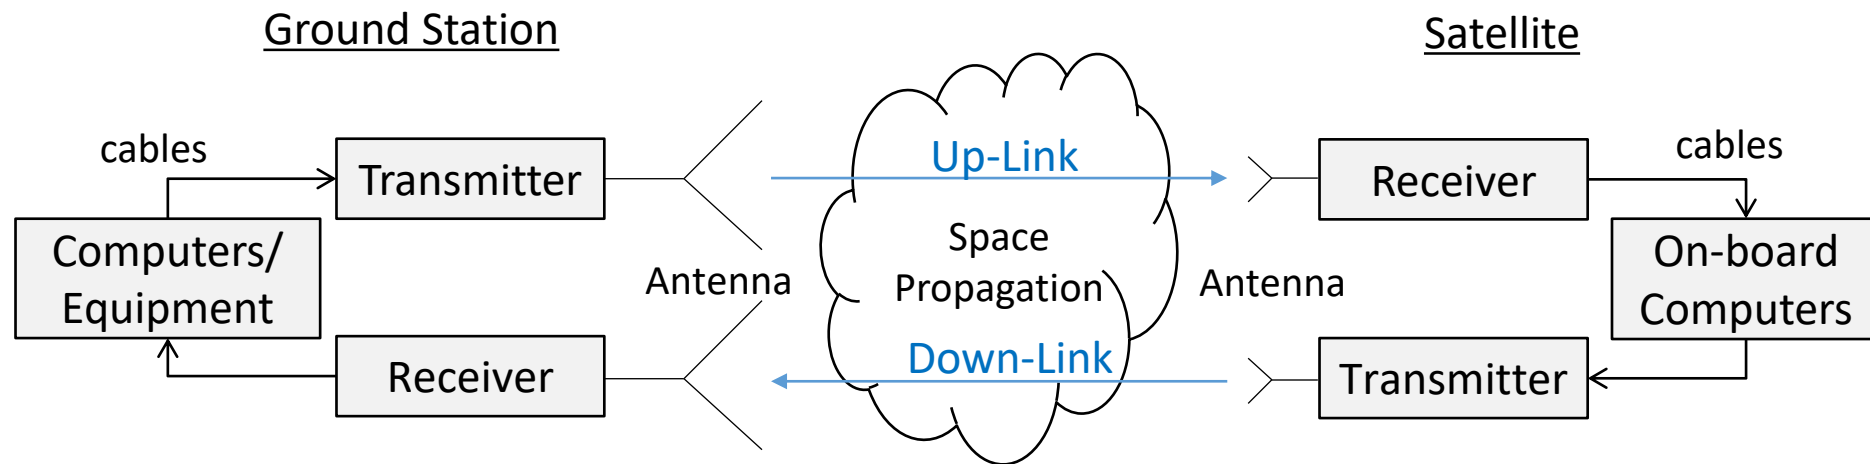 Ground Station
Satellite
cables
Transmitter
Computers/
Equipment
Receiver
Antenna
Up-Link
Space
Propagation
Down-Link
Antenna
Receiver
cables
On-board
Computers
Transmitter